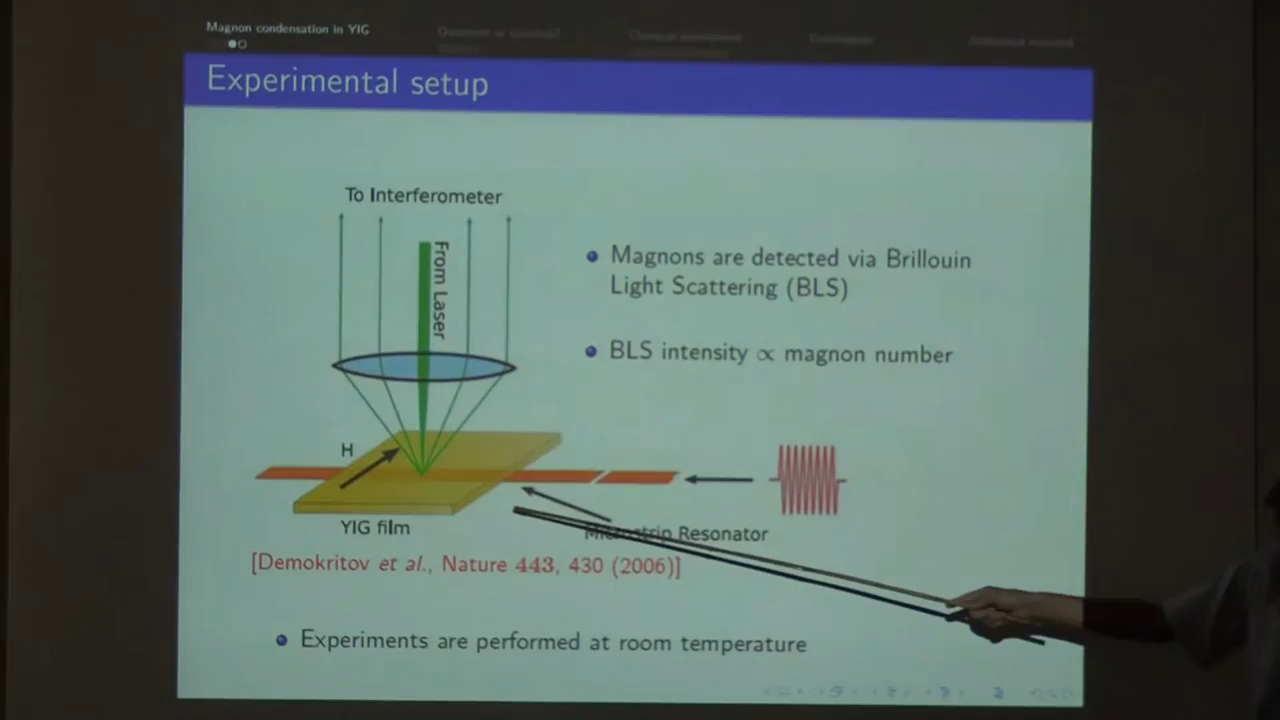 Magnon condensation in YIG
Experimental setup
To Interferometer
From Laser
Magnons are detected via Brillouin
Light Scattering (BLS)
BLS intensity ∝ magnon number
H
YIG film
Microstrip Resonator
[Demokritov et al., Nature 443, 430 (2006)]
Experiments are performed at room temperature